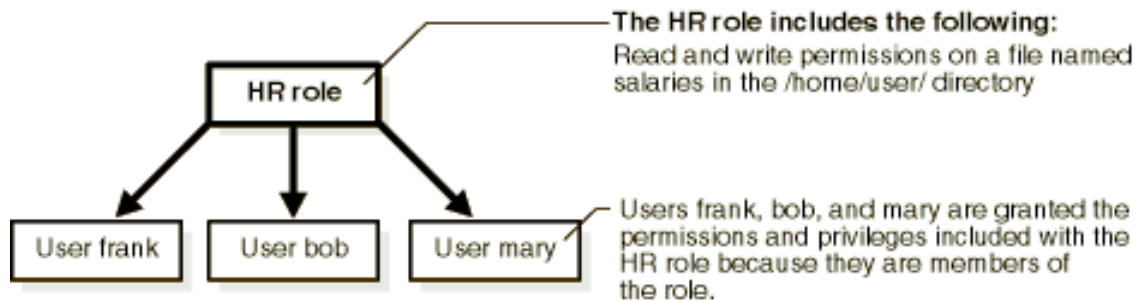 The HR role includes the following:
Read and write permissions on a file named
salaries in the /home/user/ directory
HR role
User frank
User bob
User mary
Users frank, bob, and mary are granted the
permissions and privileges included with the
HR role because they are members of
the role.